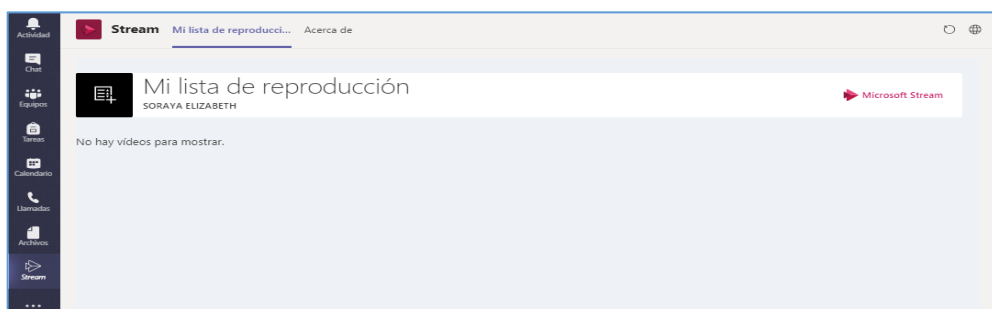 Actividad
Chat
Equipos
Tareas
Calendario
Llamadas
Archivos
Stream
Stream Mi lista de reproducci... Acerca de
Mi lista de reproducción
SORAYA ELIZABETH
Microsoft Stream
No hay vídeos para mostrar.